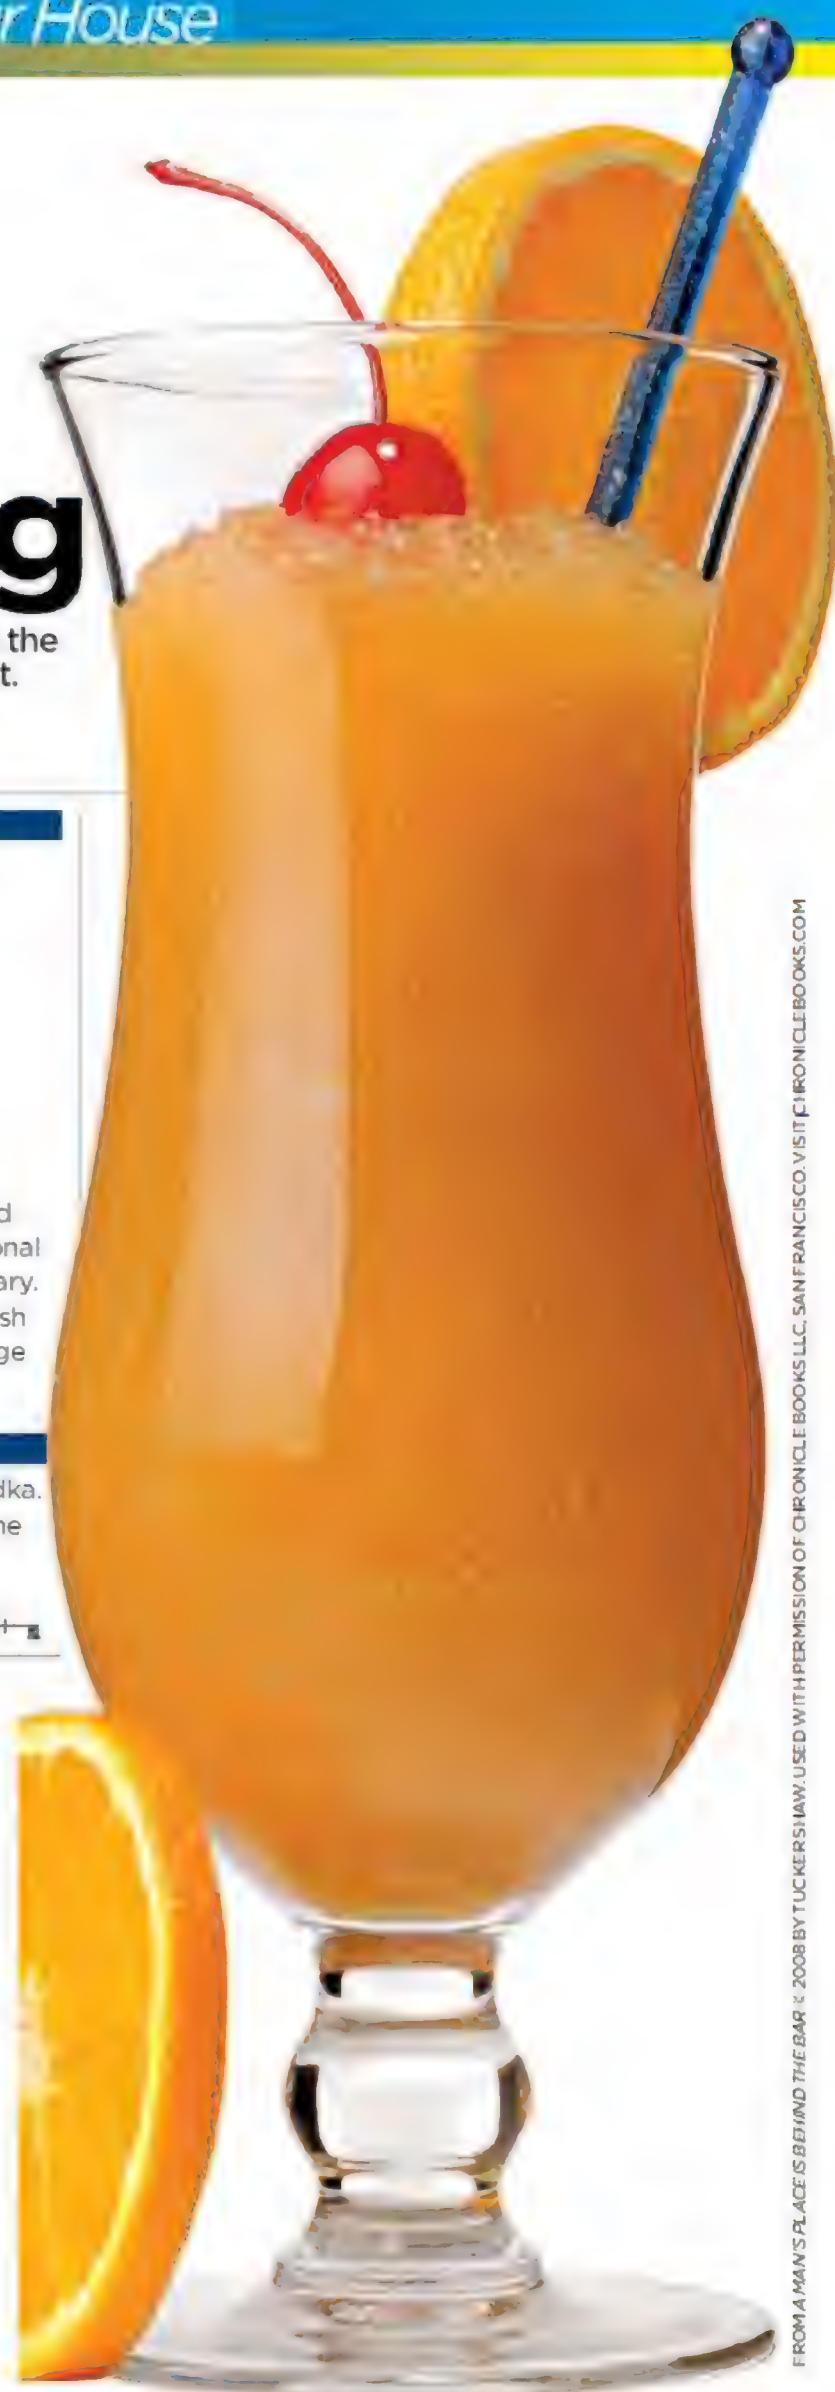 House
g
the
t.
d
onal
ary.
sh
ge
dka.
ne
FROM A MAN'S PLACE IS BEHIND THE BAR © 2008 BY TUCKER SHAW. USED WITH PERMISSION OF CHRONICLE BOOKS LLC, SAN FRANCISCO. VISIT CHRONICLEBOOKS.COM